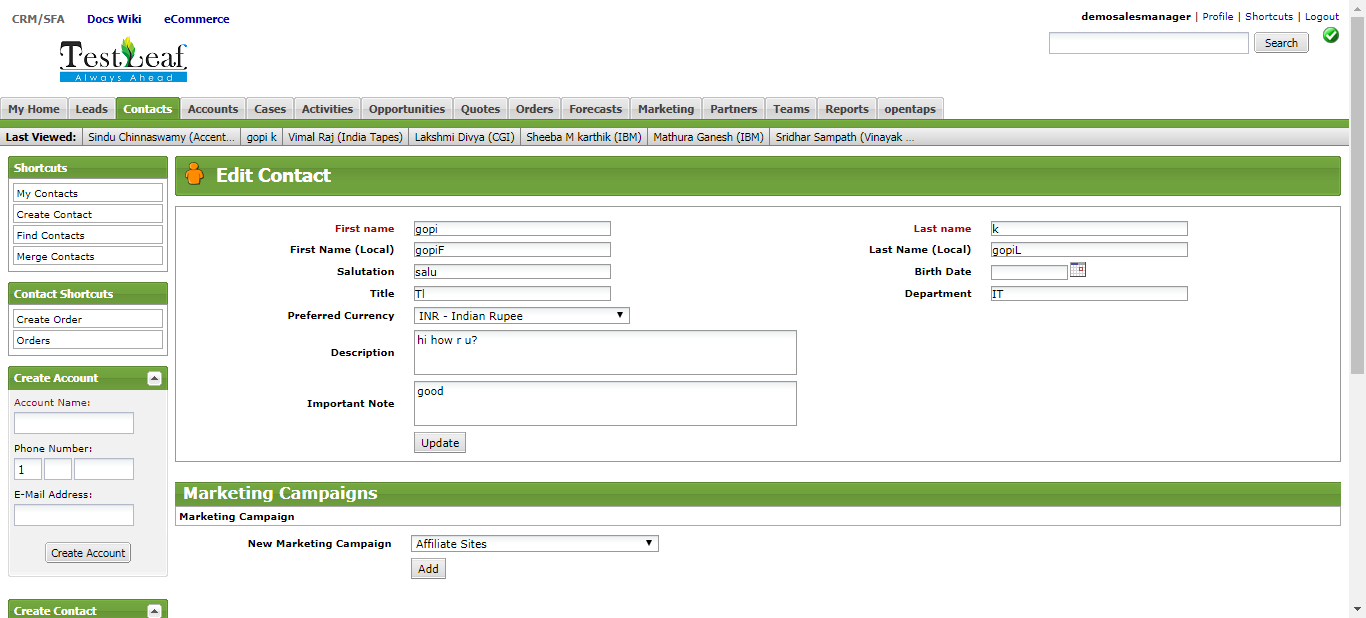 CRM/SFA Docs Wiki eCommerce
demosalesmanager | Profile | Shortcuts | Logout
Search
TestLeaf
Always Ahead
My Home Leads Contacts Accounts Cases Activities Opportunities Quotes Orders Forecasts Marketing Partners Teams Reports opentaps
Last Viewed: Sindu Chinnaswamy (Accent... gopi k Vimal Raj (India Tapes) Lakshmi Divya (CGI) Sheeba M karthik (IBM) Mathura Ganesh (IBM) Sridhar Sampath (Vinayak ...
Shortcuts
My Contacts
Create Contact
Find Contacts
Merge Contacts
Contact Shortcuts
Create Order
Orders
Create Account
Account Name:
Phone Number:
1
E-Mail Address:
Create Account
Create Contact
Edit Contact
First name gopi Last name k
First Name (Local) gopiF Last Name (Local) gopiL
Salutation salu Birth Date
Title Tl Department IT
Preferred Currency INR - Indian Rupee
Description hi how r u?
Important Note good
Update
Marketing Campaigns
Marketing Campaign
New Marketing Campaign Affiliate Sites
Add